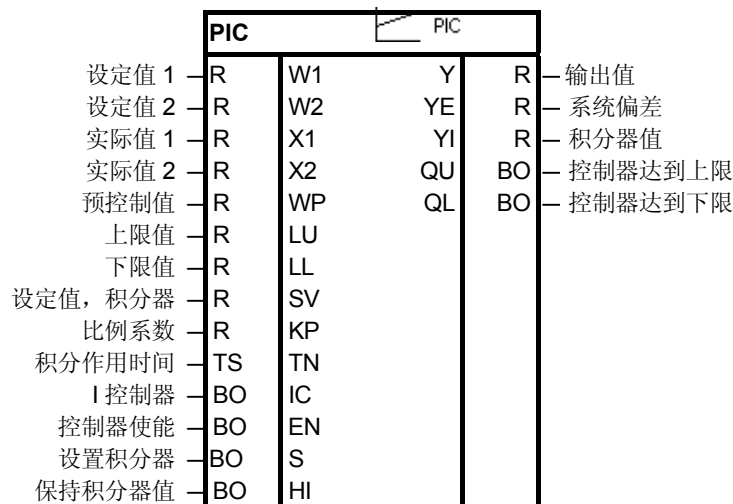 PIC PIC
设定值 1 R W1 Y R 输出值
设定值 2 R W2 YE R 系统偏差
实际值 1 R X1 YI R 积分器值
实际值 2 R X2 QU BO 控制器达到上限
预控制值 R WP QL BO 控制器达到下限
上限值 R LU
下限值 R LL
设定值，积分器 R SV
比例系数 R KP
积分作用时间 TS TN
I 控制器 BO IC
控制器使能 BO EN
设置积分器 BO S
保持积分器值 BO HI